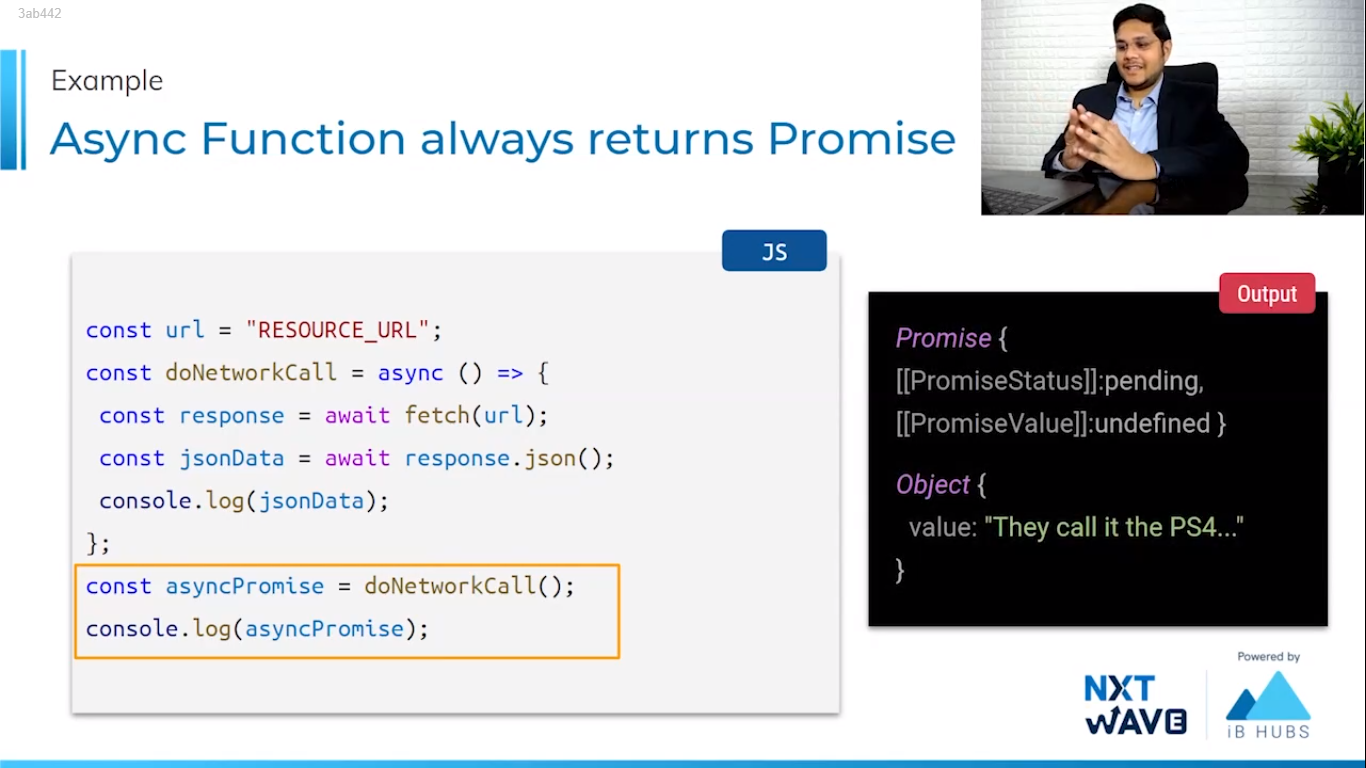 3ab442
Example
Async Function always returns Promise
JS
const url = "RESOURCE_URL";
const doNetworkCall = async () => {
const response = await fetch(url);
const jsonData = await response.json();
console.log(jsonData);
};
const asyncPromise = doNetworkCall();
console.log(asyncPromise);
Output
Promise {
[[PromiseStatus]]:pending,
[[PromiseValue]]:undefined }
Object {
value: "They call it the PS4..."
}
NXT
WAVE
Powered by
iB HUBS